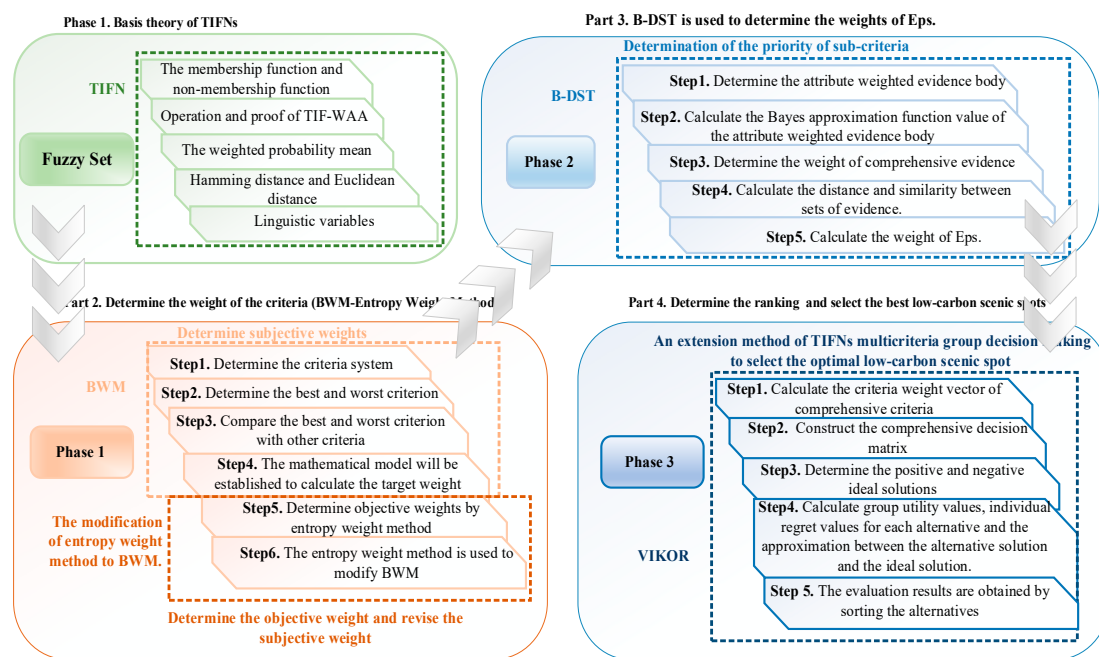 Phase 1. Basis theory of TIFNs
TIFN
Fuzzy Set
The membership function and
non-membership function
Operation and proof of TIF-WAA
The weighted probability mean
Hamming distance and Euclidean
distance
Linguistic variables
Part 3. B-DST is used to determine the weights of Eps.
Determination of the priority of sub-criteria
B-DST
Phase 2
Step1. Determine the attribute weighted evidence body
Step2. Calculate the Bayes approximation function value of
the attribute weighted evidence body
Step3. Determine the weight of comprehensive evidence
Step4. Calculate the distance and similarity between
sets of evidence.
Step5. Calculate the weight of Eps.
Part 2. Determine the weight of the criteria (BWM-Entropy Weight Method
Determine subjective weights
BWM
Phase 1
Step1. Determine the criteria system
Step2. Determine the best and worst criterion
Step3. Compare the best and worst criterion
with other criteria
Step4. The mathematical model will be
established to calculate the target weight
Step5. Determine objective weights by
entropy weight method
Step6. The entropy weight method is used to
modify BWM
The modification
of entropy weight
method to BWM.
Determine the objective weight and revise the
subjective weight
Part 4. Determine the ranking and select the best low-carbon scenic spots
An extension method of TIFNs multicriteria group decision making
to select the optimal low-carbon scenic spot
Phase 3
VIKOR
Step1. Calculate the criteria weight vector of
comprehensive criteria
Step2. Construct the comprehensive decision
matrix
Step3. Determine the positive and negative
ideal solutions
Step4. Calculate group utility values, individual
regret values for each alternative and the
approximation between the alternative solution
and the ideal solution.
Step 5. The evaluation results are obtained by
sorting the alternatives